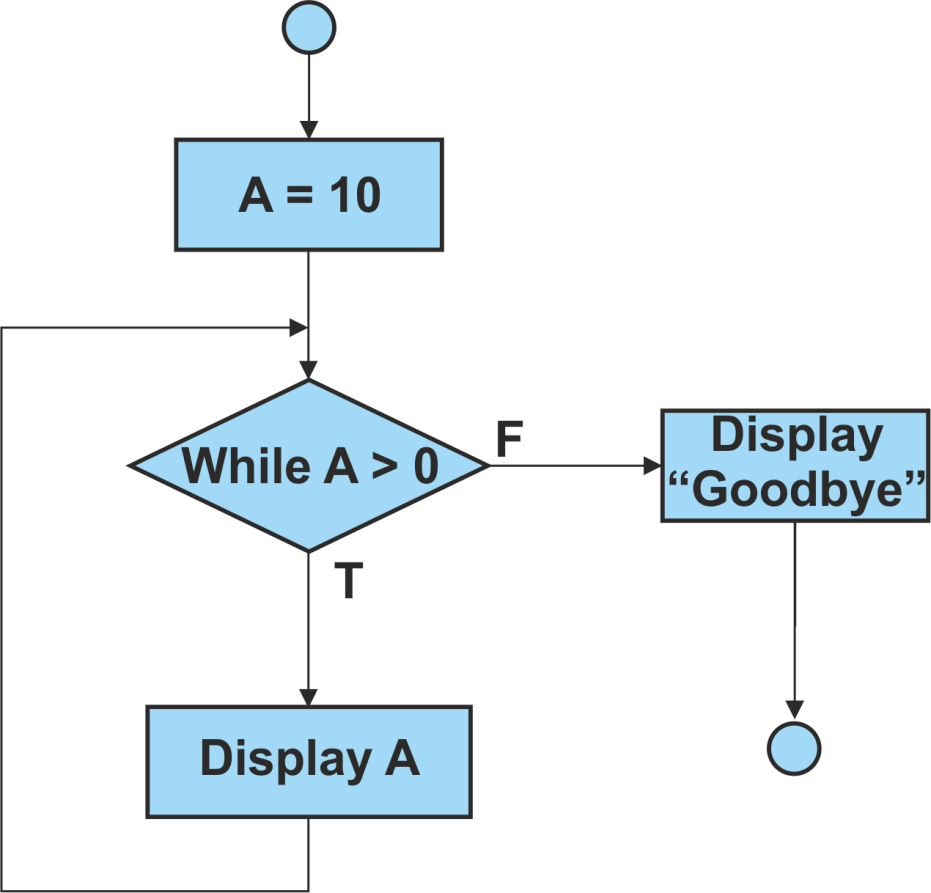 A = 10
While A > 0
F
Display
“Goodbye”
T
Display A